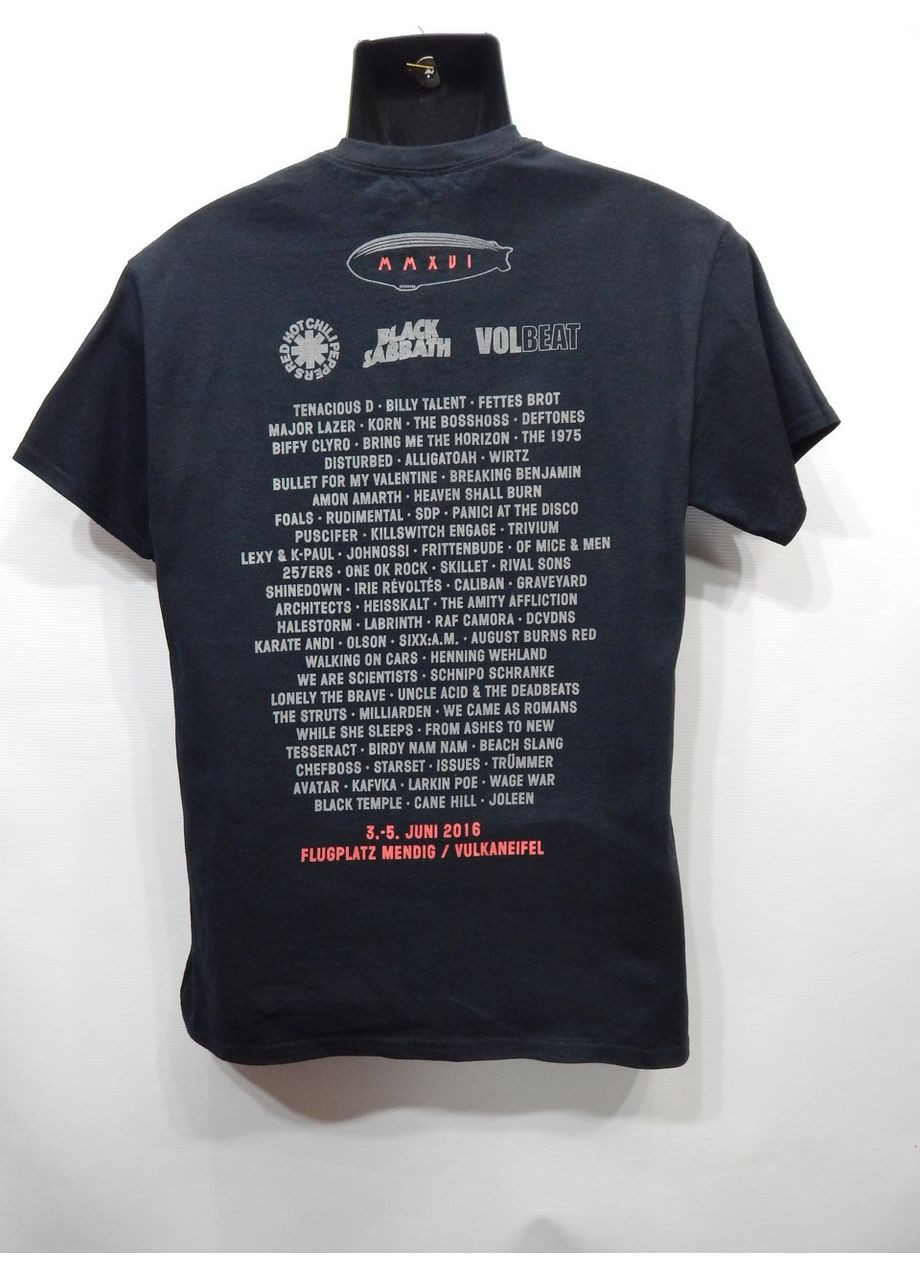 MMXVI
RED HOT CHILI PEPPERS BLACK SABBATH VOLBEAT
TENACIOUS D · BILLY TALENT · FETTES BROT
MAJOR LAZER · KORN · THE BOSSHOSS · DEFTONES
BIFFY CLYRO · BRING ME THE HORIZON · THE 1975
DISTURBED · ALLIGATOAH · WIRTZ
BULLET FOR MY VALENTINE · BREAKING BENJAMIN
AMON AMARTH · HEAVEN SHALL BURN
FOALS · RUDIMENTAL · SDP · PANIC! AT THE DISCO
PUSCIFER · KILLSWITCH ENGAGE · TRIVIUM
LEXY & K-PAUL · JOHNOSSI · FRITTENBUDE · OF MICE & MEN
257ERS · ONE OK ROCK · SKILLET · RIVAL SONS
SHINEDOWN · IRIE RÉVOLTÉS · CALIBAN · GRAVEYARD
ARCHITECTS · HEISSKALT · THE AMITY AFFLICTION
HALESTORM · LABRINTH · RAF CAMORA · DCVDNS
KARATE ANDI · OLSON · SIXX:A.M. · AUGUST BURNS RED
WALKING ON CARS · HENNING WEHLAND
WE ARE SCIENTISTS · SCHNIPO SCHRANKE
LONELY THE BRAVE · UNCLE ACID & THE DEADBEATS
THE STRUTS · MILLIARDEN · WE CAME AS ROMANS
WHILE SHE SLEEPS · FROM ASHES TO NEW
TESSERACT · BIRDY NAM NAM · BEACH SLANG
CHEFBOSS · STARSET · ISSUES · TRÜMMER
AVATAR · KAFVKA · LARKIN POE · WAGE WAR
BLACK TEMPLE · CANE HILL · JOLEEN
3.-5. JUNI 2016
FLUGPLATZ MENDIG / VULKANEIFEL